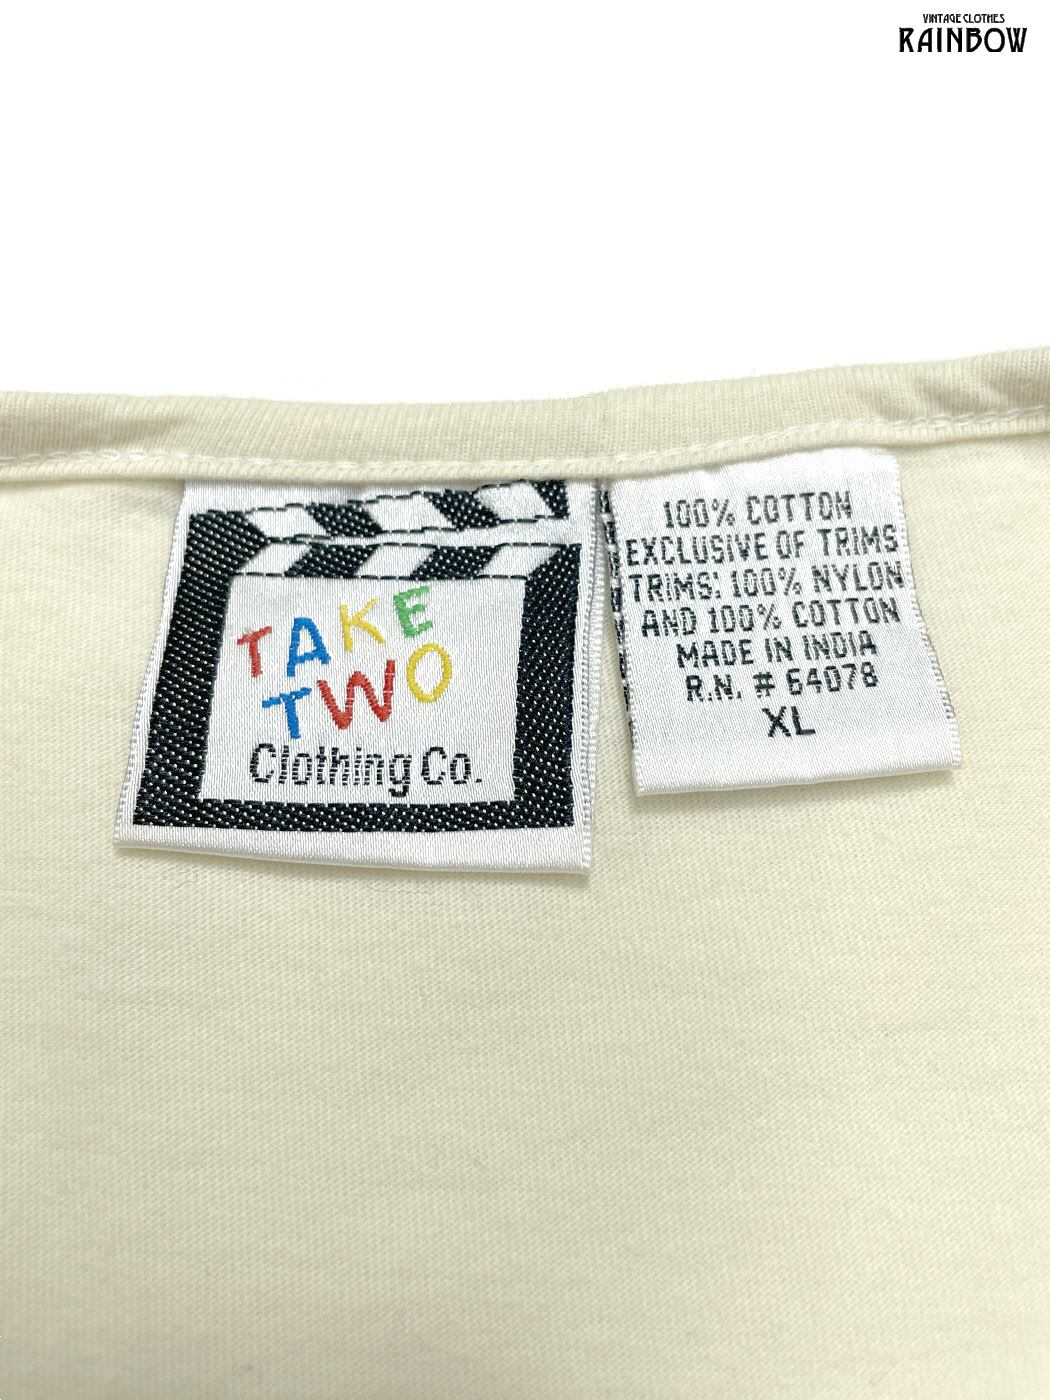 VINTAGE CLOTHES
RAINBOW
TAKE
TWO
Clothing Co.
100% COTTON
EXCLUSIVE OF TRIMS
TRIMS: 100% NYLON
AND 100% COTTON
MADE IN INDIA
R.N. # 64078
XL